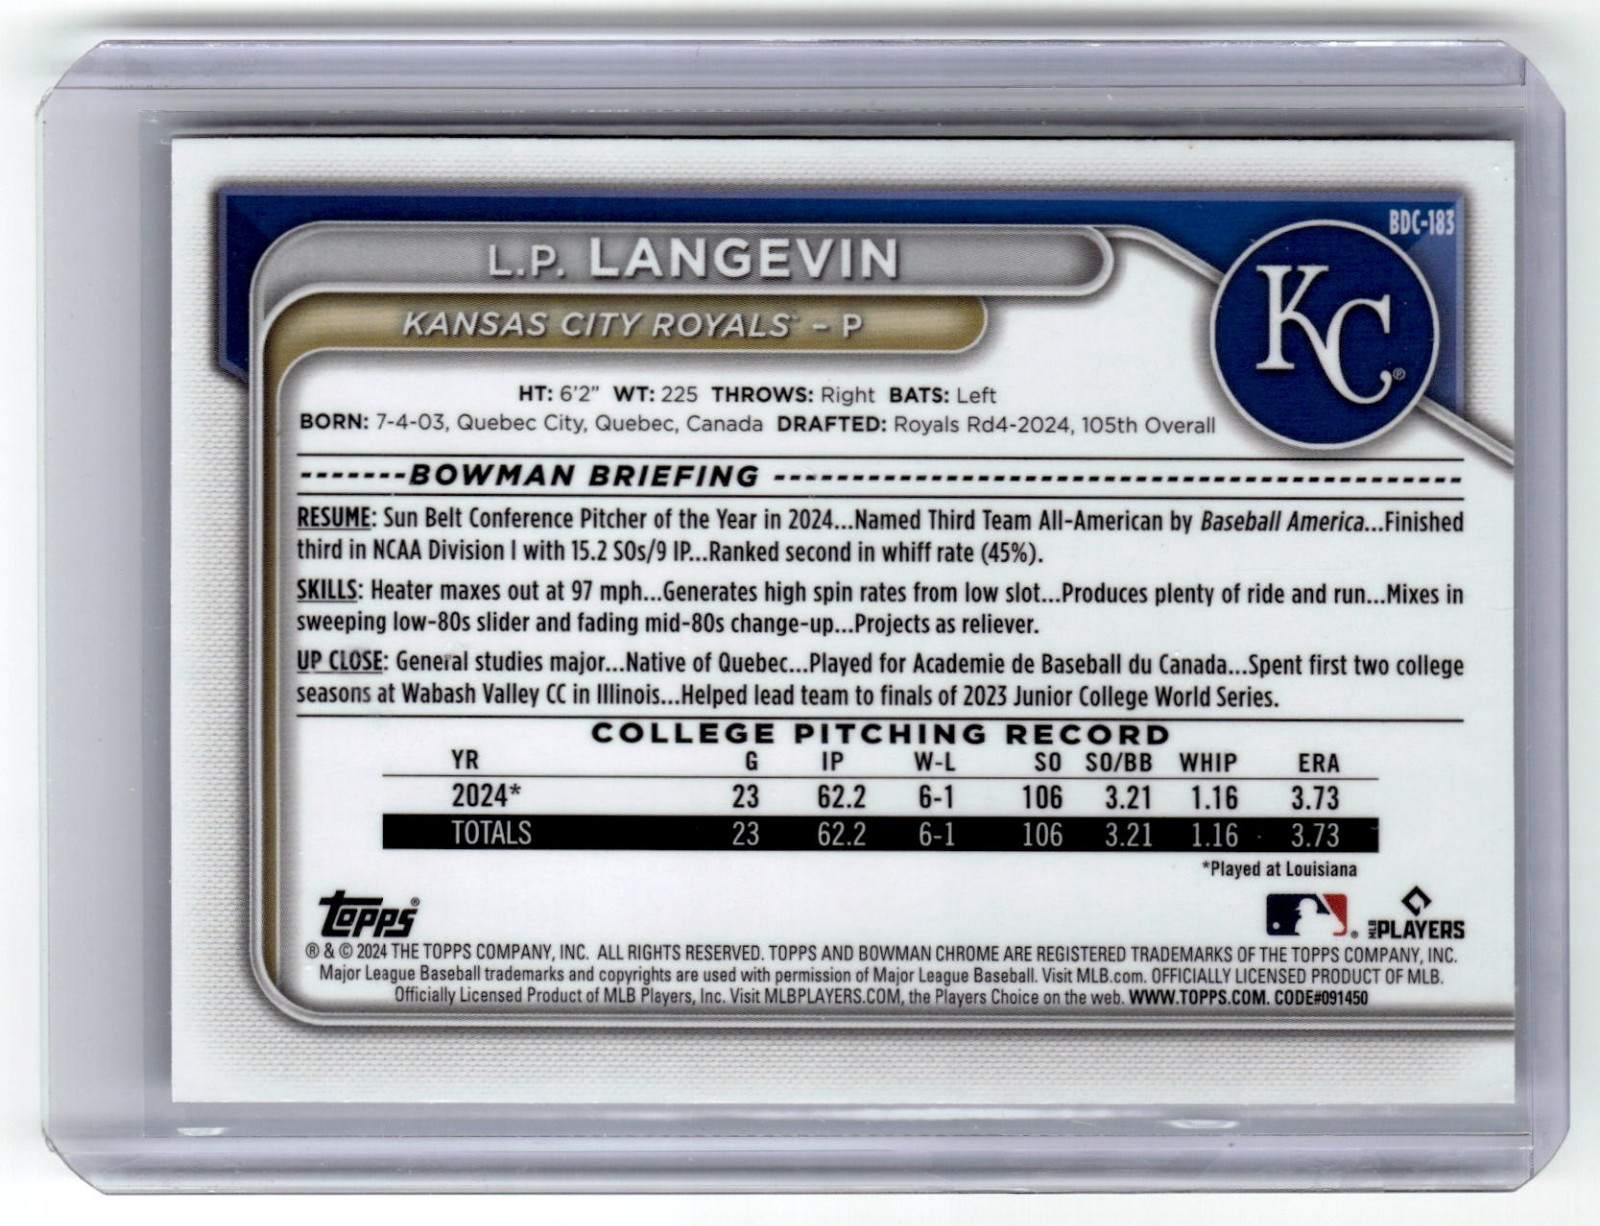 BDC-183
L.P. LANGEVIN
KANSAS CITY ROYALS™ – P
KC®
HT: 6'2" WT: 225 THROWS: Right BATS: Left
BORN: 7-4-03, Quebec City, Quebec, Canada DRAFTED: Royals Rd4-2024, 105th Overall
-------BOWMAN BRIEFING -------
RESUME: Sun Belt Conference Pitcher of the Year in 2024...Named Third Team All-American by Baseball America...Finished
third in NCAA Division I with 15.2 SOs/9 IP...Ranked second in whiff rate (45%).
SKILLS: Heater maxes out at 97 mph...Generates high spin rates from low slot...Produces plenty of ride and run...Mixes in
sweeping low-80s slider and fading mid-80s change-up...Projects as reliever.
UP CLOSE: General studies major...Native of Quebec...Played for Academie de Baseball du Canada...Spent first two college
seasons at Wabash Valley CC in Illinois...Helped lead team to finals of 2023 Junior College World Series.
COLLEGE PITCHING RECORD
YR G IP W-L SO SO/BB WHIP ERA
2024* 23 62.2 6-1 106 3.21 1.16 3.73
TOTALS 23 62.2 6-1 106 3.21 1.16 3.73
*Played at Louisiana
topps®
MLB PLAYERS
® & © 2024 THE TOPPS COMPANY, INC. ALL RIGHTS RESERVED. TOPPS AND BOWMAN CHROME ARE REGISTERED TRADEMARKS OF THE TOPPS COMPANY, INC.
Major League Baseball trademarks and copyrights are used with permission of Major League Baseball. Visit MLB.com. OFFICIALLY LICENSED PRODUCT OF MLB.
Officially Licensed Product of MLB Players, Inc. Visit MLBPLAYERS.COM, the Players Choice on the web. WWW.TOPPS.COM. CODE#091450